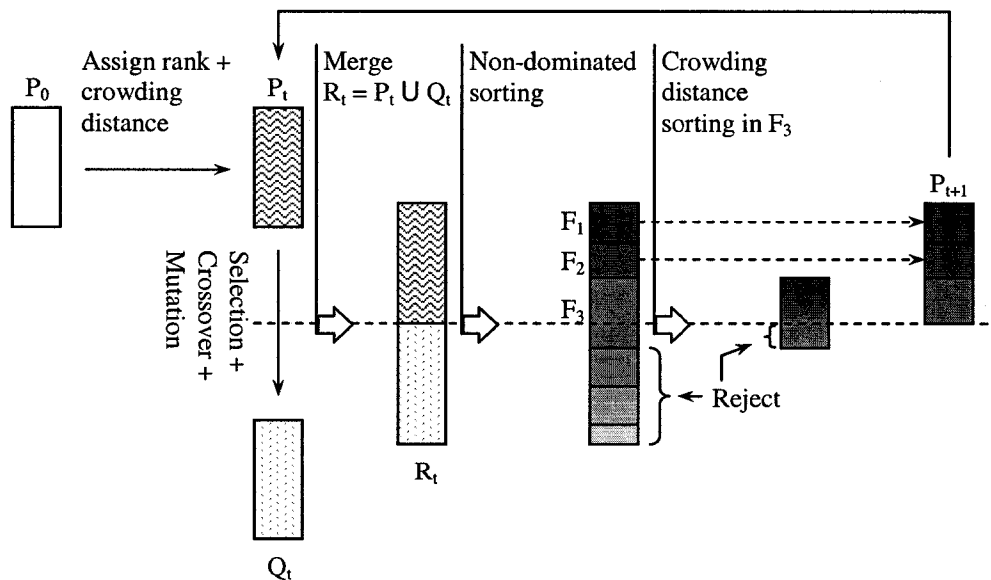 Assign rank +
crowding
distance
P₀
Pₜ
Merge
Rₜ = Pₜ U Qₜ
Non-dominated
sorting
Crowding
distance
sorting in F₃
Pₜ₊₁
F₁
F₂
F₃
Selection +
Crossover +
Mutation
Reject
Rₜ
Qₜ